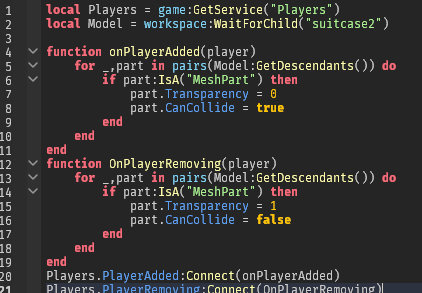 1 local Players = game:GetService("Players")
2 local Model = workspace:WaitForChild("suitcase2")
3
4 function onPlayerAdded(player)
5 for _,part in pairs(Model:GetDescendants()) do
6 if part:IsA("MeshPart") then
7 part.Transparency = 0
8 part.CanCollide = true
9 end
10 end
11 end
12 function OnPlayerRemoving(player)
13 for _,part in pairs(Model:GetDescendants()) do
14 if part:IsA("MeshPart") then
15 part.Transparency = 1
16 part.CanCollide = false
17 end
18 end
19 end
20 Players.PlayerAdded:Connect(onPlayerAdded)
21 Players.PlayerRemoving:Connect(OnPlayerRemoving)